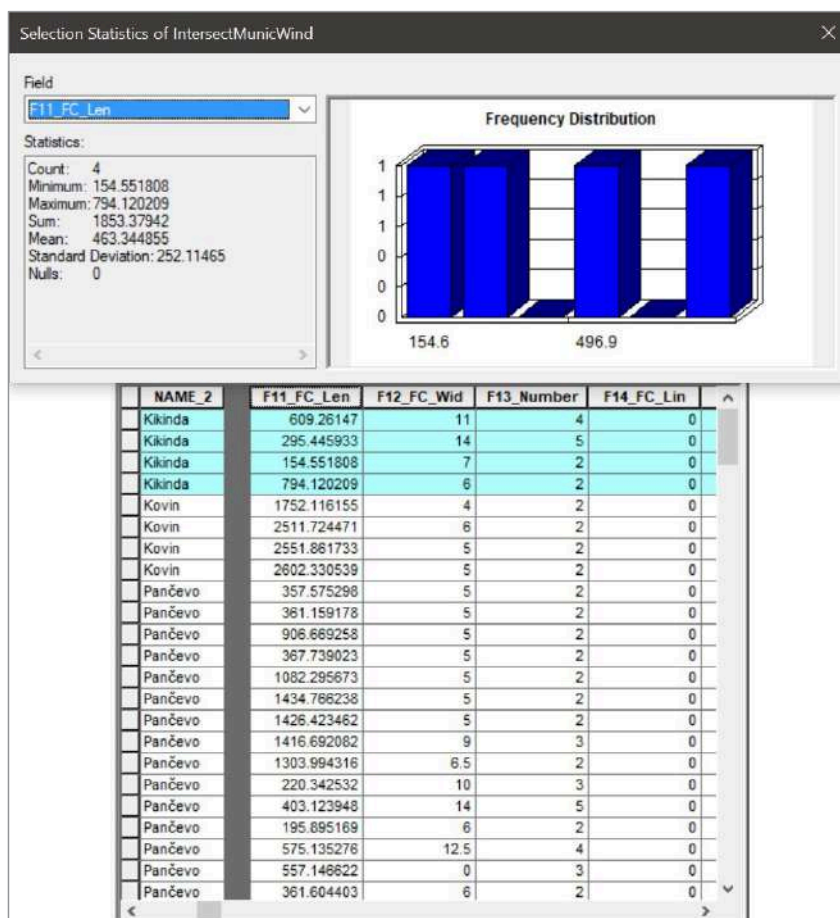 Selection Statistics of IntersectMunicWind
Field
F11_FC_Len
Statistics:
Count: 4
Minimum: 154.551808
Maximum: 794.120209
Sum: 1853.37942
Mean: 463.344855
Standard Deviation: 252.11465
Nulls: 0
Frequency Distribution
1
1
1
0
0
0
154.6 496.9
NAME_2 F11_FC_Len F12_FC_Wid F13_Number F14_FC_Lin
Kikinda 609.26147 11 4 0
Kikinda 295.445933 14 5 0
Kikinda 154.551808 7 2 0
Kikinda 794.120209 6 2 0
Kovin 1752.116155 4 2 0
Kovin 2511.724471 6 2 0
Kovin 2551.861733 5 2 0
Kovin 2602.330539 5 2 0
Pančevo 357.575298 5 2 0
Pančevo 361.159178 5 2 0
Pančevo 906.669258 5 2 0
Pančevo 367.739023 5 2 0
Pančevo 1082.295673 5 2 0
Pančevo 1434.766238 5 2 0
Pančevo 1426.423462 5 2 0
Pančevo 1416.692082 9 3 0
Pančevo 1303.994316 6.5 2 0
Pančevo 220.342532 10 3 0
Pančevo 403.123948 14 5 0
Pančevo 195.895169 6 2 0
Pančevo 575.135276 12.5 4 0
Pančevo 557.146622 0 3 0
Pančevo 361.604403 6 2 0